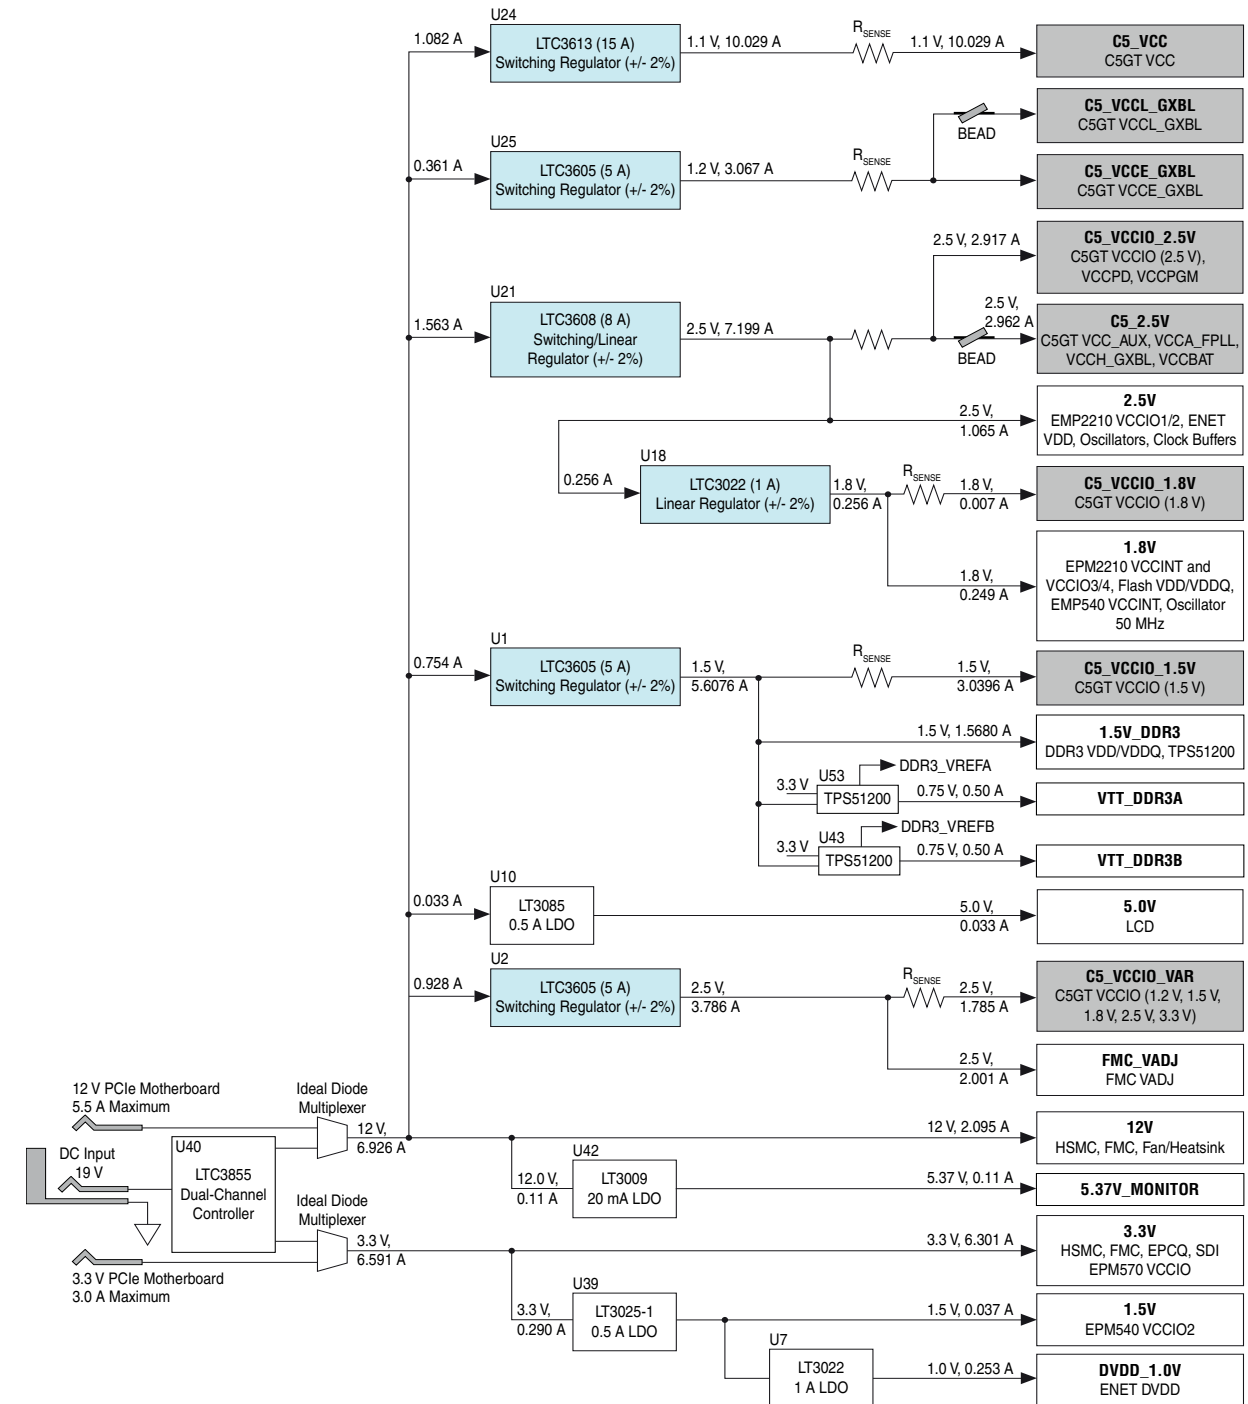 U24
1.082 A
LTC3613 (15 A)
Switching Regulator (+/- 2%)
1.1 V, 10.029 A
RSENSE
1.1 V, 10.029 A
C5_VCC
C5GT VCC
BEAD
C5_VCCL_GXBL
C5GT VCCL_GXBL
U25
0.361 A
LTC3605 (5 A)
Switching Regulator (+/- 2%)
1.2 V, 3.067 A
RSENSE
C5_VCCE_GXBL
C5GT VCCE_GXBL
2.5 V, 2.917 A
C5_VCCIO_2.5V
C5GT VCCIO (2.5 V),
VCCPD, VCCPGM
U21
1.563 A
LTC3608 (8 A)
Switching/Linear
Regulator (+/- 2%)
2.5 V, 7.199 A
2.5 V,
2.962 A
BEAD
C5_2.5V
C5GT VCC_AUX, VCCA_FPLL,
VCCH_GXBL, VCCBAT
2.5 V,
1.065 A
2.5V
EMP2210 VCCIO1/2, ENET
VDD, Oscillators, Clock Buffers
U18
0.256 A
LTC3022 (1 A)
Linear Regulator (+/- 2%)
1.8 V,
0.256 A
RSENSE
1.8 V,
0.007 A
C5_VCCIO_1.8V
C5GT VCCIO (1.8 V)
1.8 V,
0.249 A
1.8V
EPM2210 VCCINT and
VCCIO3/4, Flash VDD/VDDQ,
EMP540 VCCINT, Oscillator
50 MHz
U1
0.754 A
LTC3605 (5 A)
Switching Regulator (+/- 2%)
1.5 V,
5.6076 A
RSENSE
1.5 V,
3.0396 A
C5_VCCIO_1.5V
C5GT VCCIO (1.5 V)
1.5 V, 1.5680 A
1.5V_DDR3
DDR3 VDD/VDDQ, TPS51200
U53
DDR3_VREFA
3.3 V
TPS51200
0.75 V, 0.50 A
VTT_DDR3A
U43
DDR3_VREFB
3.3 V
TPS51200
0.75 V, 0.50 A
VTT_DDR3B
U10
0.033 A
LT3085
0.5 A LDO
5.0 V,
0.033 A
5.0V
LCD
U2
0.928 A
LTC3605 (5 A)
Switching Regulator (+/- 2%)
2.5 V,
3.786 A
RSENSE
2.5 V,
1.785 A
C5_VCCIO_VAR
C5GT VCCIO (1.2 V, 1.5 V,
1.8 V, 2.5 V, 3.3 V)
2.5 V,
2.001 A
FMC_VADJ
FMC VADJ
12 V PCIe Motherboard
5.5 A Maximum
Ideal Diode
Multiplexer
12 V,
6.926 A
12 V, 2.095 A
12V
HSMC, FMC, Fan/Heatsink
DC Input
19 V
U40
LTC3855
Dual-Channel
Controller
U42
12.0 V,
0.11 A
LT3009
20 mA LDO
5.37 V, 0.11 A
5.37V_MONITOR
Ideal Diode
Multiplexer
3.3 V,
6.591 A
3.3 V, 6.301 A
3.3V
HSMC, FMC, EPCQ, SDI
EPM570 VCCIO
3.3 V PCIe Motherboard
3.0 A Maximum
U39
3.3 V,
0.290 A
LT3025-1
0.5 A LDO
1.5 V, 0.037 A
1.5V
EPM540 VCCIO2
U7
LT3022
1 A LDO
1.0 V, 0.253 A
DVDD_1.0V
ENET DVDD